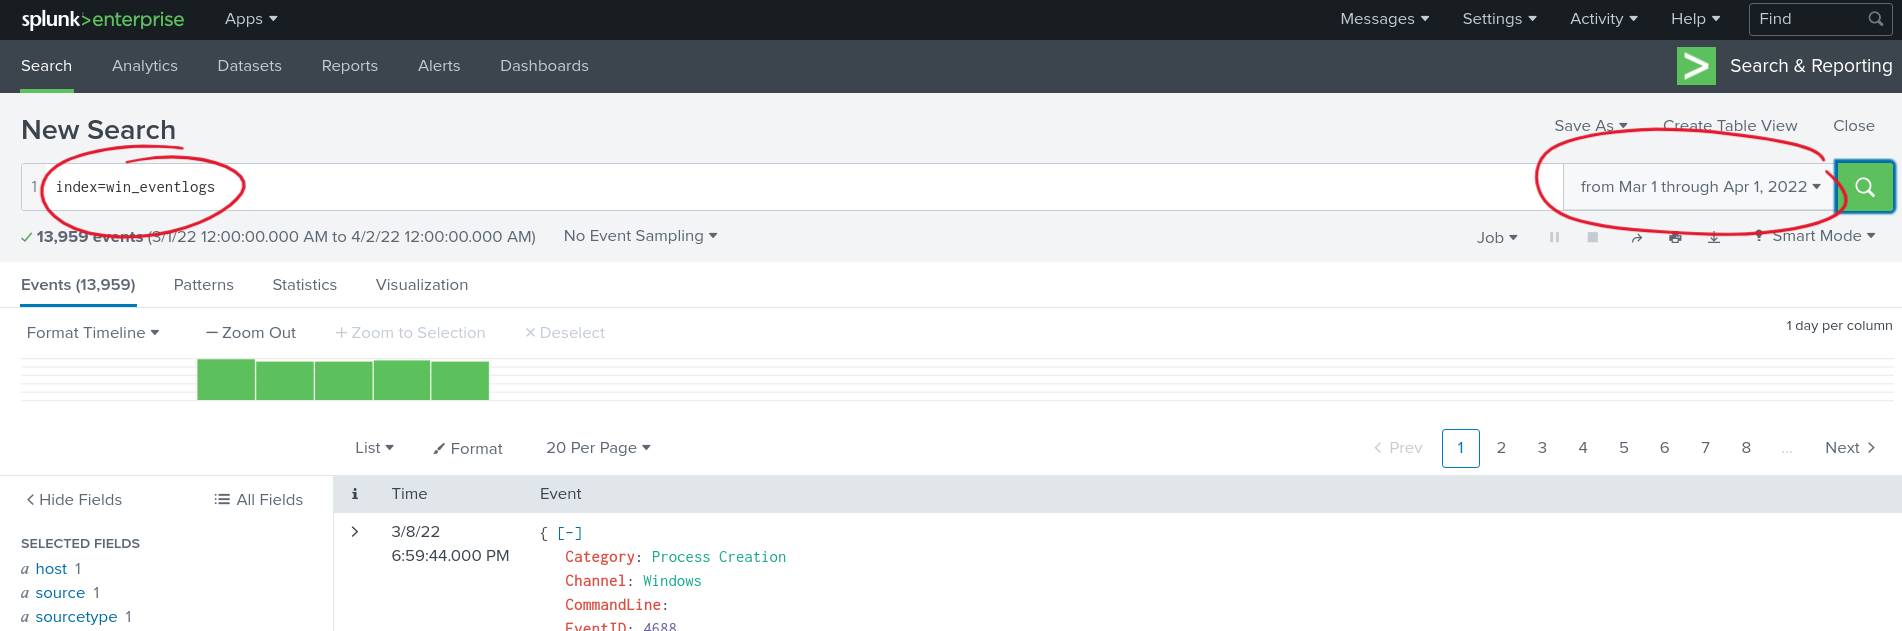 splunk>enterprise Apps Messages Settings Activity Help Find
Search Analytics Datasets Reports Alerts Dashboards Search & Reporting
New Search
Save As Create Table View Close
1 index=win_eventlogs from Mar 1 through Apr 1, 2022
13,959 events (3/1/22 12:00:00.000 AM to 4/2/22 12:00:00.000 AM) No Event Sampling Job Smart Mode
Events (13,959) Patterns Statistics Visualization
Format Timeline — Zoom Out + Zoom to Selection × Deselect 1 day per column
List Format 20 Per Page < Prev 1 2 3 4 5 6 7 8 ... Next >
< Hide Fields All Fields
i Time Event
SELECTED FIELDS
a host 1
a source 1
a sourcetype 1
> 3/8/22
6:59:44.000 PM
{ [-]
Category: Process Creation
Channel: Windows
CommandLine:
EventID: 4688